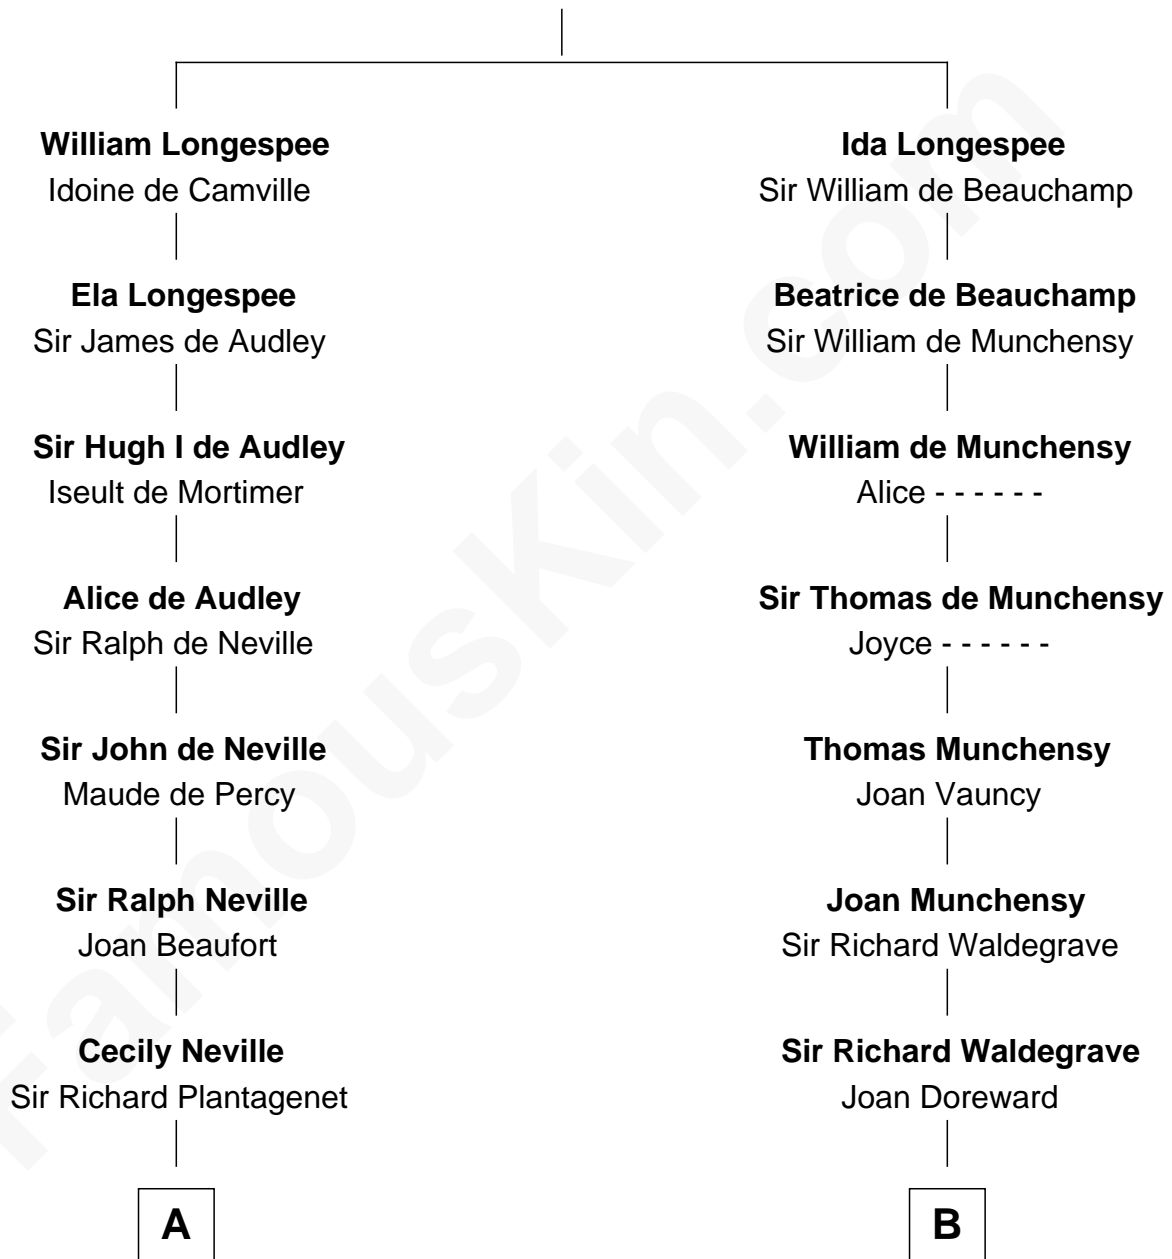 William Longespee
Idoine de Camville
Ida Longespee
Sir William de Beauchamp
Ela Longespee
Sir James de Audley
Beatrice de Beauchamp
Sir William de Munchensy
Sir Hugh I de Audley
Iseult de Mortimer
William de Munchensy
Alice - - - - - -
Alice de Audley
Sir Ralph de Neville
Sir Thomas de Munchensy
Joyce - - - - - -
Sir John de Neville
Maude de Percy
Thomas Munchensy
Joan Vauncy
Sir Ralph Neville
Joan Beaufort
Joan Munchensy
Sir Richard Waldegrave
Cecily Neville
Sir Richard Plantagenet
Sir Richard Waldegrave
Joan Doreward
A
B
FamousKin.com